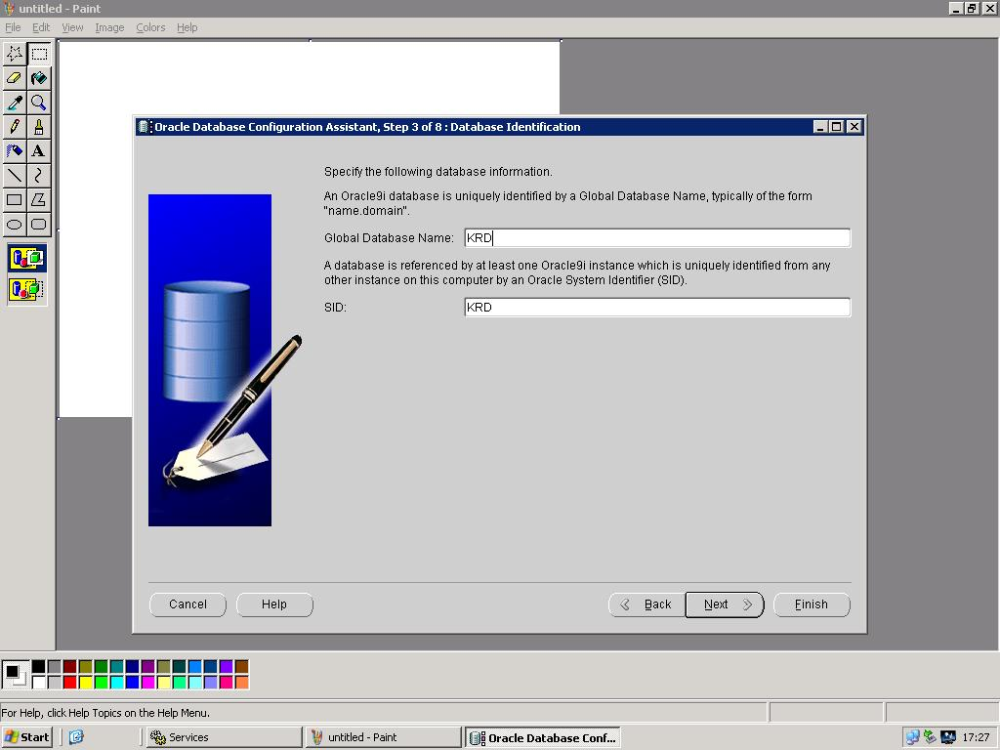 untitled - Paint
File Edit View Image Colors Help
A
Oracle Database Configuration Assistant, Step 3 of 8 : Database Identification
Specify the following database information.
An Oracle9i database is uniquely identified by a Global Database Name, typically of the form
"name.domain".
Global Database Name: KRD
A database is referenced by at least one Oracle9i instance which is uniquely identified from any
other instance on this computer by an Oracle System Identifier (SID).
SID: KRD
Cancel Help Back Next Finish
For Help, click Help Topics on the Help Menu.
Start Services untitled - Paint Oracle Database Conf... 17:27